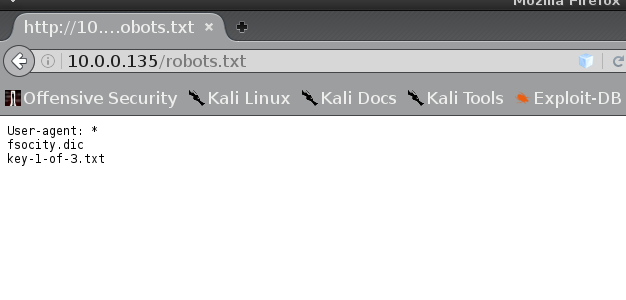 Mozilla Firefox
http://10....obots.txt
10.0.0.135/robots.txt
Offensive Security Kali Linux Kali Docs Kali Tools Exploit-DB
User-agent: *
fsocity.dic
key-1-of-3.txt